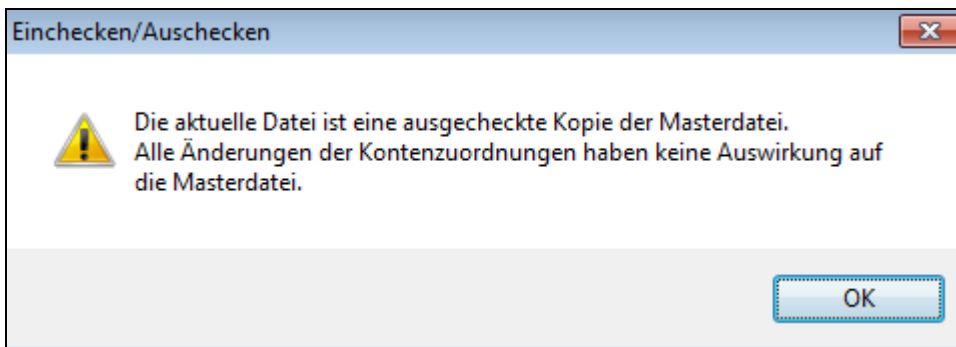 Einchecken/Auschecken
Die aktuelle Datei ist eine ausgecheckte Kopie der Masterdatei.
Alle Änderungen der Kontenzuordnungen haben keine Auswirkung auf
die Masterdatei.
OK